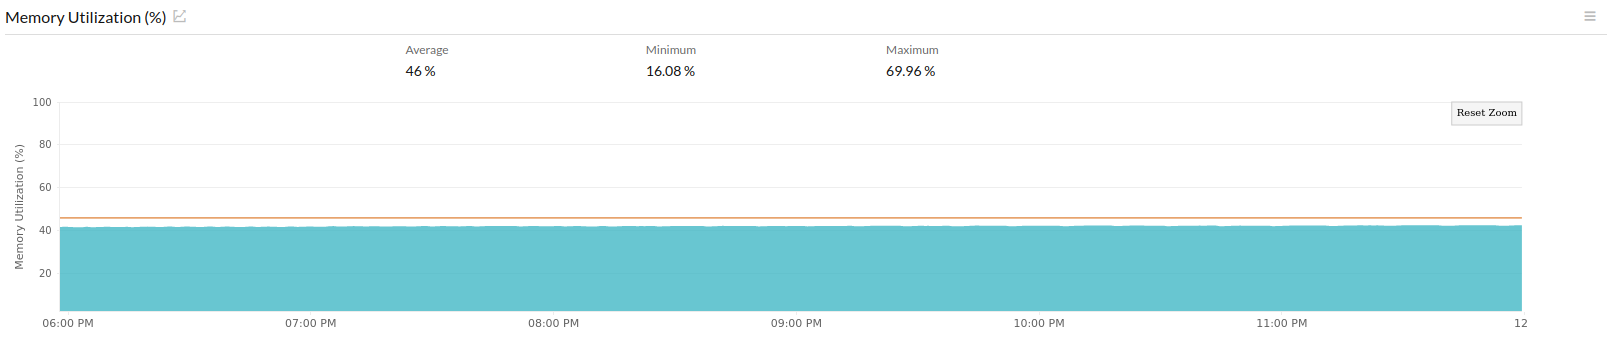 Memory Utilization (%)
Average Minimum Maximum
46 % 16.08 % 69.96 %
Reset Zoom
Memory Utilization (%)
100
80
60
40
20
06:00 PM 07:00 PM 08:00 PM 09:00 PM 10:00 PM 11:00 PM 12